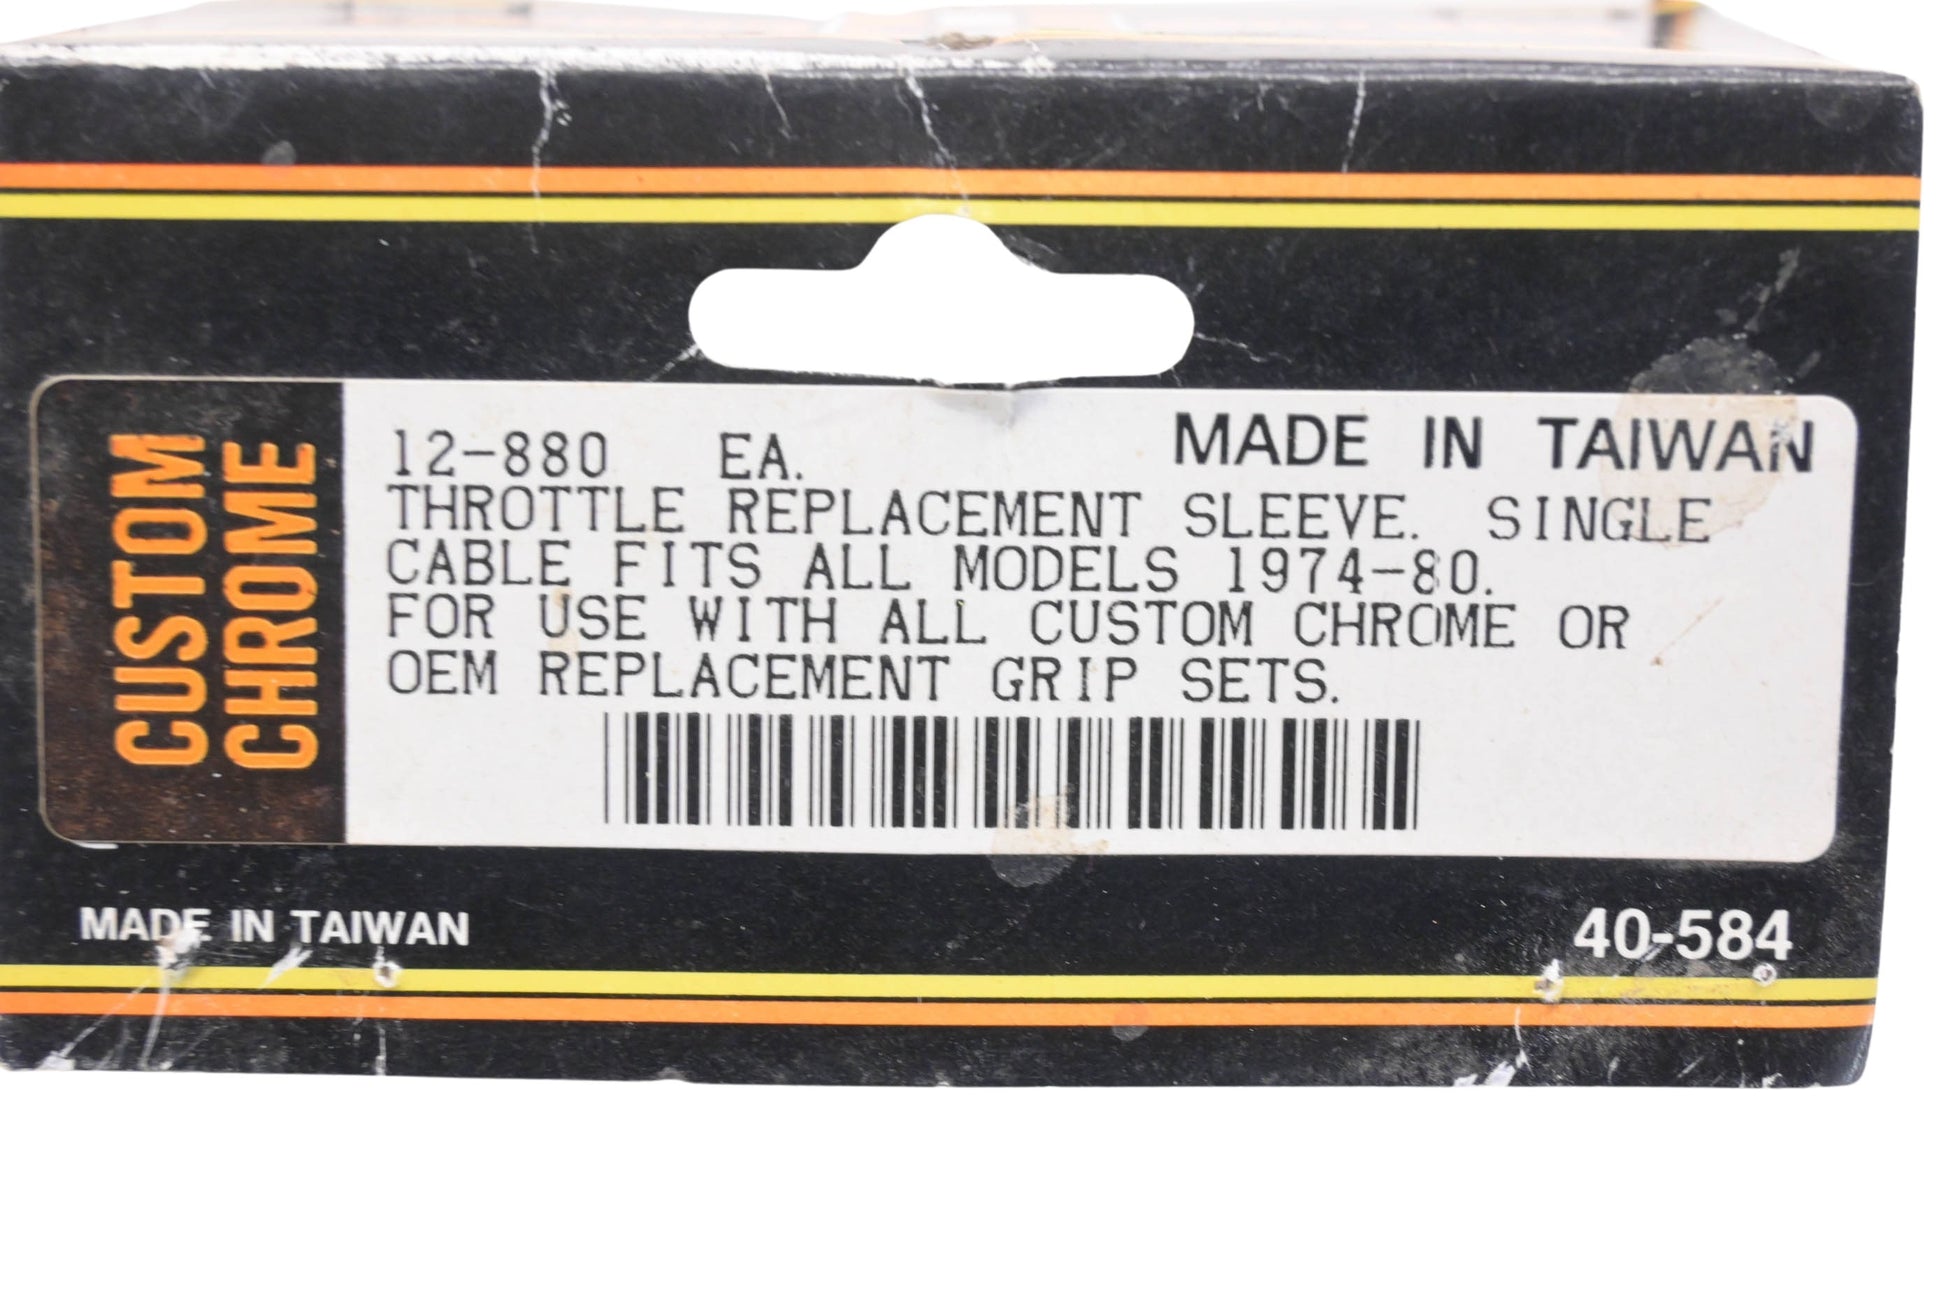 CUSTOM
CHROME
12-880 EA. MADE IN TAIWAN
THROTTLE REPLACEMENT SLEEVE. SINGLE
CABLE FITS ALL MODELS 1974-80.
FOR USE WITH ALL CUSTOM CHROME OR
OEM REPLACEMENT GRIP SETS.
MADE IN TAIWAN
40-584